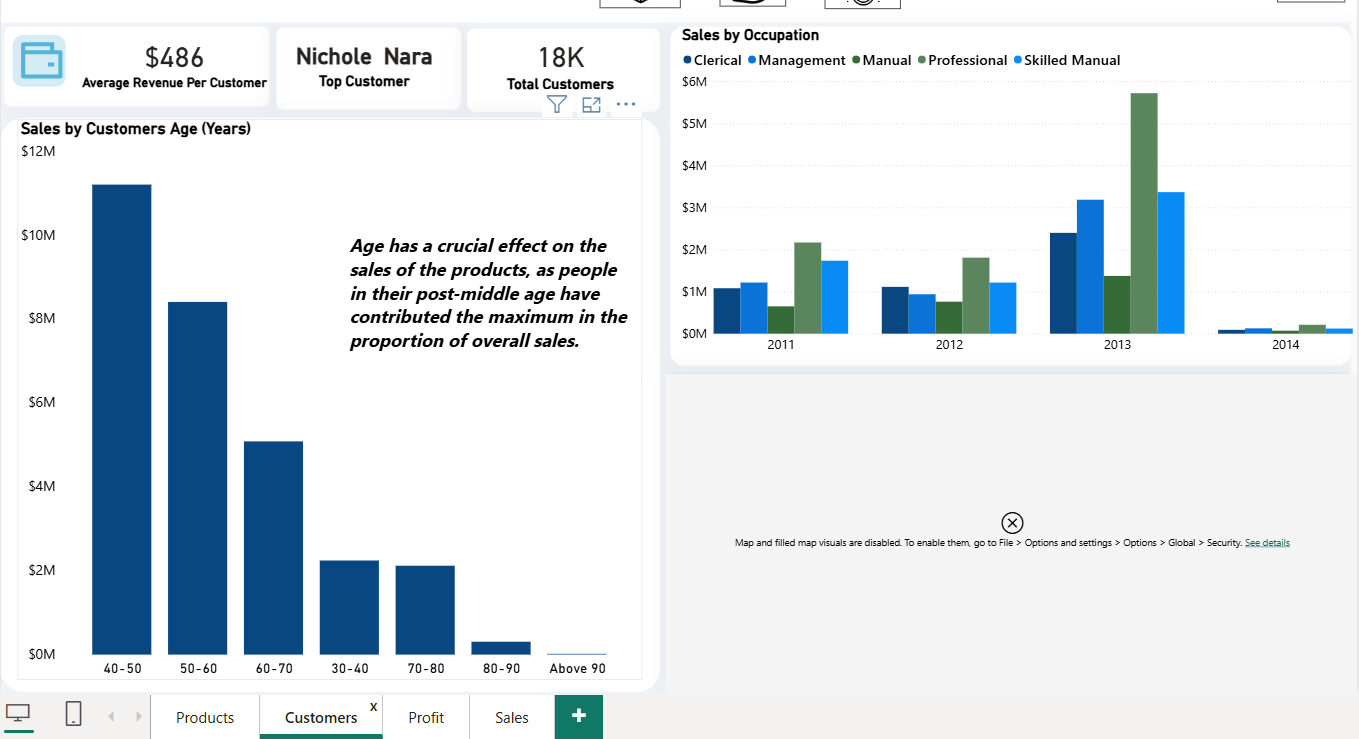 $486
Average Revenue Per Customer
Nichole Nara
Top Customer
18K
Total Customers
Sales by Customers Age (Years)
$12M
$10M
$8M
$6M
$4M
$2M
$0M
40-50 50-60 60-70 30-40 70-80 80-90 Above 90
Age has a crucial effect on the
sales of the products, as people
in their post-middle age have
contributed the maximum in the
proportion of overall sales.
Sales by Occupation
Clerical Management Manual Professional Skilled Manual
$6M
$5M
$4M
$3M
$2M
$1M
$0M
2011 2012 2013 2014
Map and filled map visuals are disabled. To enable them, go to File > Options and settings > Options > Global > Security. See details
Products Customers x Profit Sales +